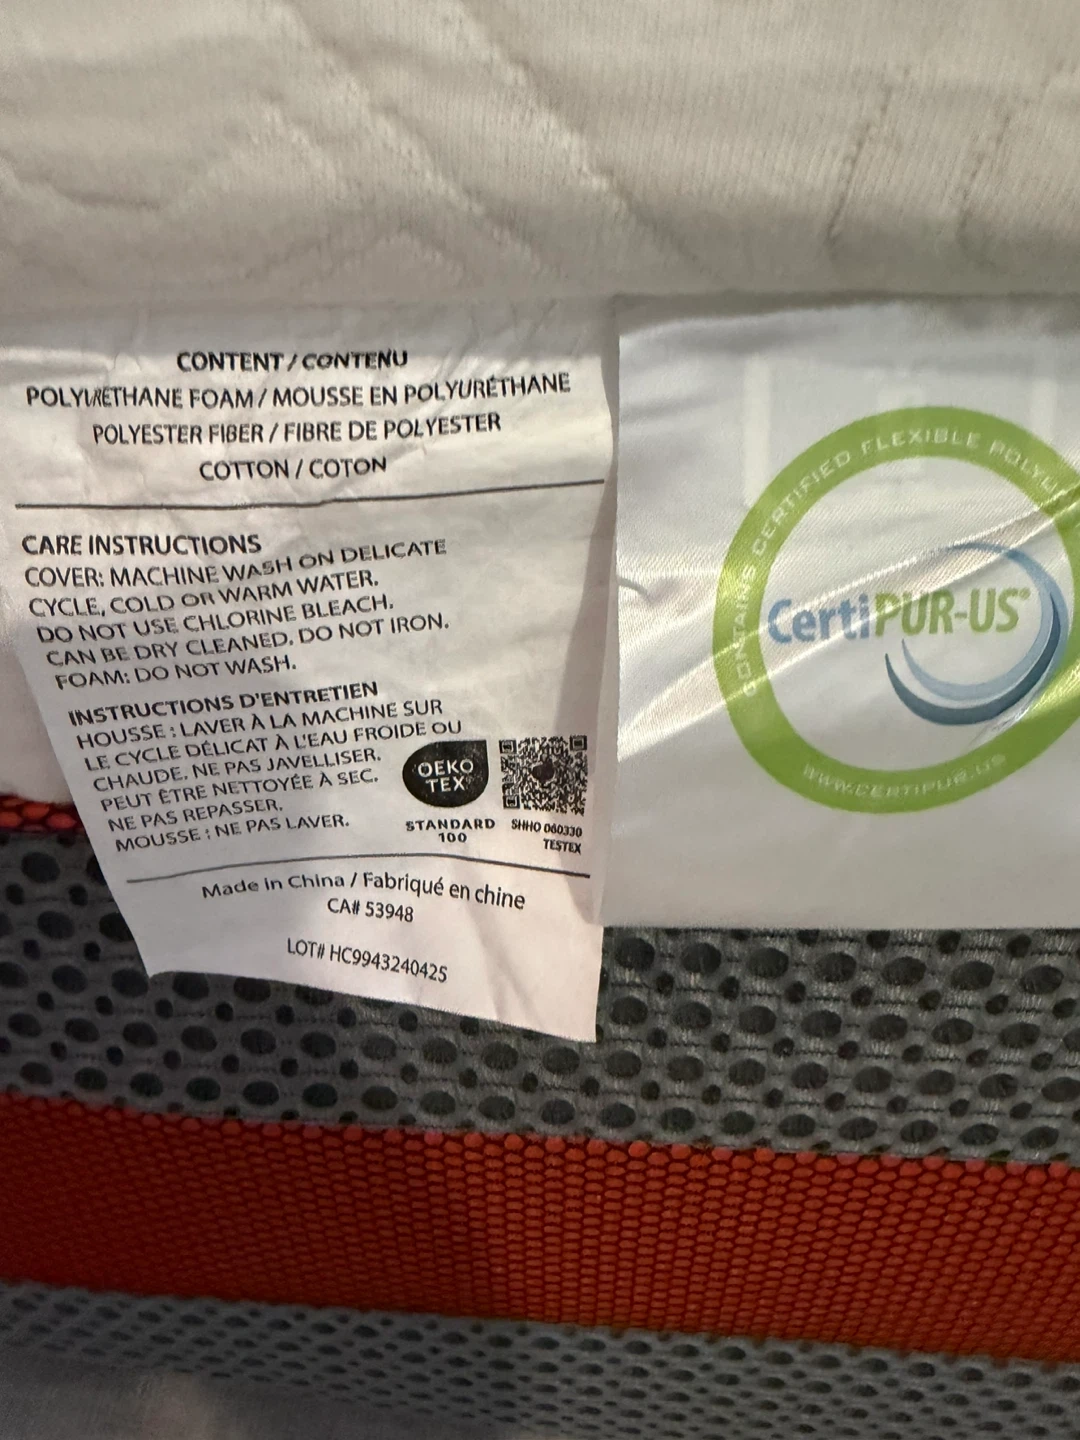 CONTENT / CONTENU
POLYURETHANE FOAM / MOUSSE EN POLYURÉTHANE
POLYESTER FIBER / FIBRE DE POLYESTER
COTTON / COTON
CARE INSTRUCTIONS
COVER: MACHINE WASH ON DELICATE
CYCLE, COLD OR WARM WATER.
DO NOT USE CHLORINE BLEACH.
CAN BE DRY CLEANED, DO NOT IRON.
FOAM: DO NOT WASH.
INSTRUCTIONS D'ENTRETIEN
HOUSSE : LAVER À LA MACHINE SUR
LE CYCLE DÉLICAT À L'EAU FROIDE OU
CHAUDE. NE PAS JAVELLISER.
PEUT ÊTRE NETTOYÉE À SEC.
NE PAS REPASSER.
MOUSSE : NE PAS LAVER.
OEKO
TEX
STANDARD
100
SHHO 060330
TESTEX
Made in China / Fabriqué en chine
CA# 53948
LOT# HC9943240425
CONTAINS CERTIFIED FLEXIBLE POLYU
CertiPUR-US®
WWW.CERTIPUR.US